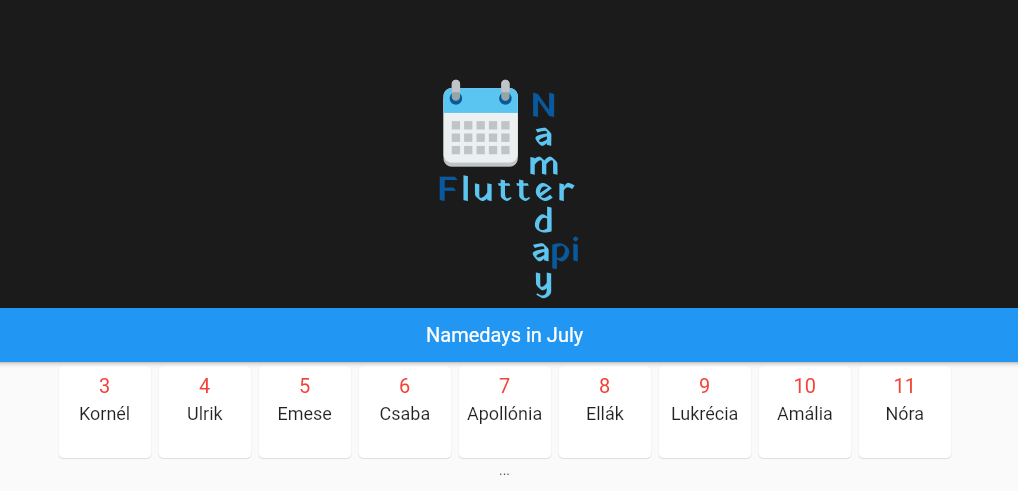 Nameday
Flutter
api
Namedays in July
3 4 5 6 7 8 9 10 11
Kornél Ulrik Emese Csaba Apollónia Ellák Lukrécia Amália Nóra
...